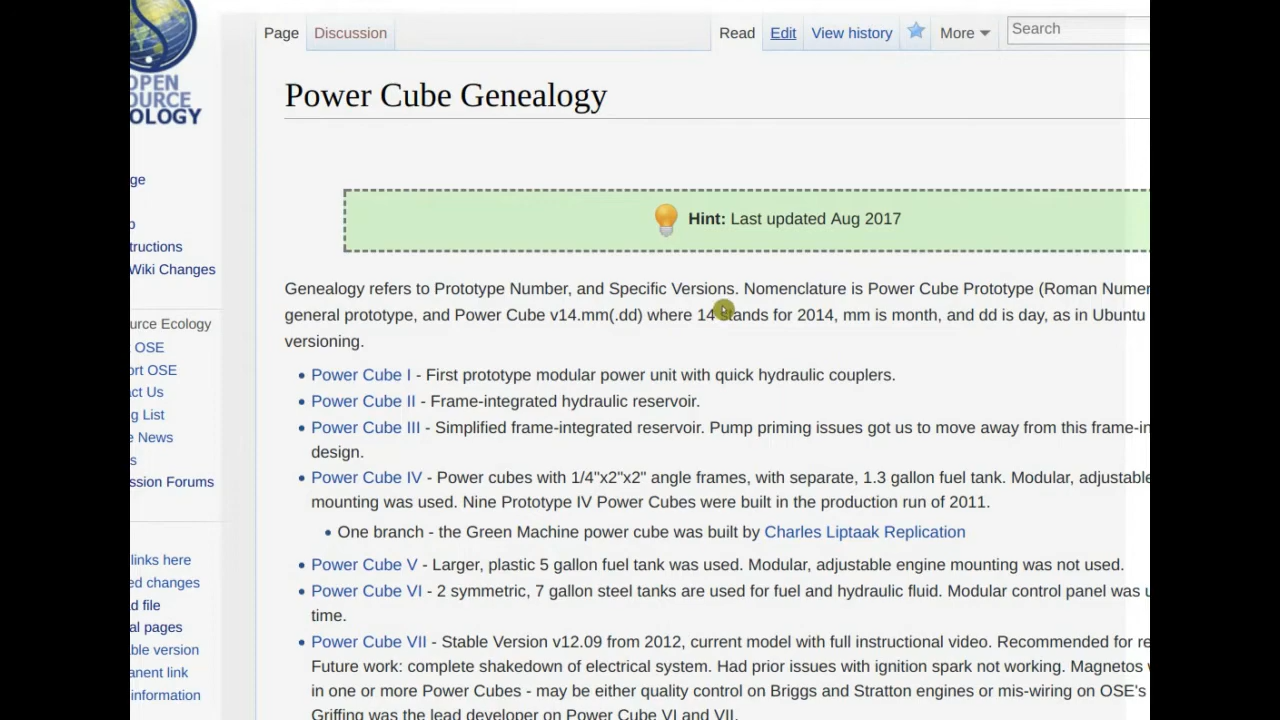 Page Discussion Read Edit View history More Search
OPEN
OURCE
OLOGY
Power Cube Genealogy
ge
Hint: Last updated Aug 2017
tructions
Wiki Changes
Genealogy refers to Prototype Number, and Specific Versions. Nomenclature is Power Cube Prototype (Roman Numer
general prototype, and Power Cube v14.mm(.dd) where 14 stands for 2014, mm is month, and dd is day, as in Ubuntu
versioning.
ource Ecology
OSE
ort OSE
act Us
g List
e News
s
ssion Forums
Power Cube I - First prototype modular power unit with quick hydraulic couplers.
Power Cube II - Frame-integrated hydraulic reservoir.
Power Cube III - Simplified frame-integrated reservoir. Pump priming issues got us to move away from this frame-in
design.
Power Cube IV - Power cubes with 1/4"x2"x2" angle frames, with separate, 1.3 gallon fuel tank. Modular, adjustable
mounting was used. Nine Prototype IV Power Cubes were built in the production run of 2011.
One branch - the Green Machine power cube was built by Charles Liptaak Replication
Power Cube V - Larger, plastic 5 gallon fuel tank was used. Modular, adjustable engine mounting was not used.
Power Cube VI - 2 symmetric, 7 gallon steel tanks are used for fuel and hydraulic fluid. Modular control panel was u
time.
Power Cube VII - Stable Version v12.09 from 2012, current model with full instructional video. Recommended for re
Future work: complete shakedown of electrical system. Had prior issues with ignition spark not working. Magnetos
in one or more Power Cubes - may be either quality control on Briggs and Stratton engines or mis-wiring on OSE's
Griffing was the lead developer on Power Cube VI and VII.
links here
ed changes
d file
al pages
ble version
anent link
information